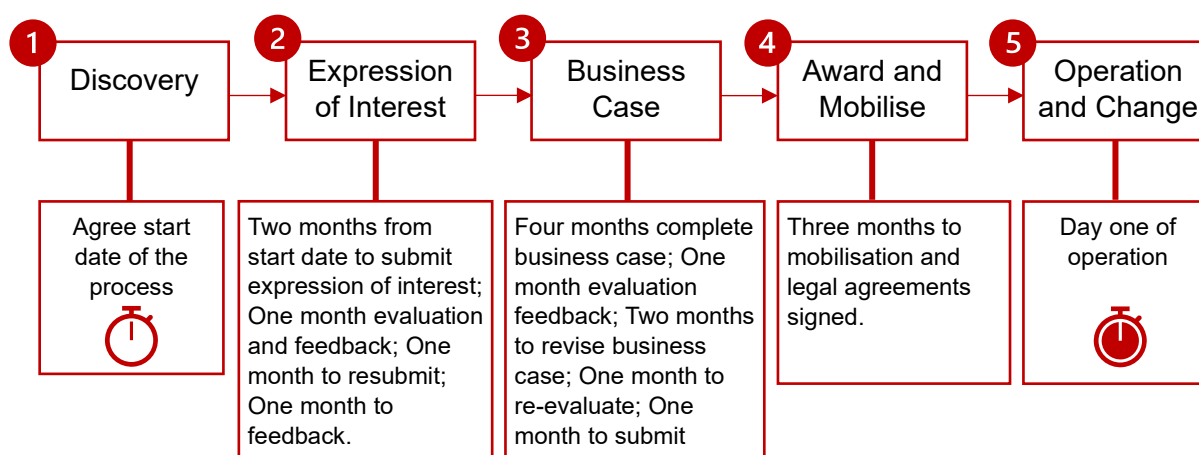 1
Discovery
2
Expression
of Interest
3
Business
Case
4
Award and
Mobilise
5
Operation
and Change
Agree start
date of the
process
Two months from
start date to submit
expression of interest;
One month evaluation
and feedback; One
month to resubmit;
One month to
feedback.
Four months complete
business case; One
month evaluation
feedback; Two months
to revise business
case; One month to
re-evaluate; One
month to submit
Three months to
mobilisation and
legal agreements
signed.
Day one of
operation